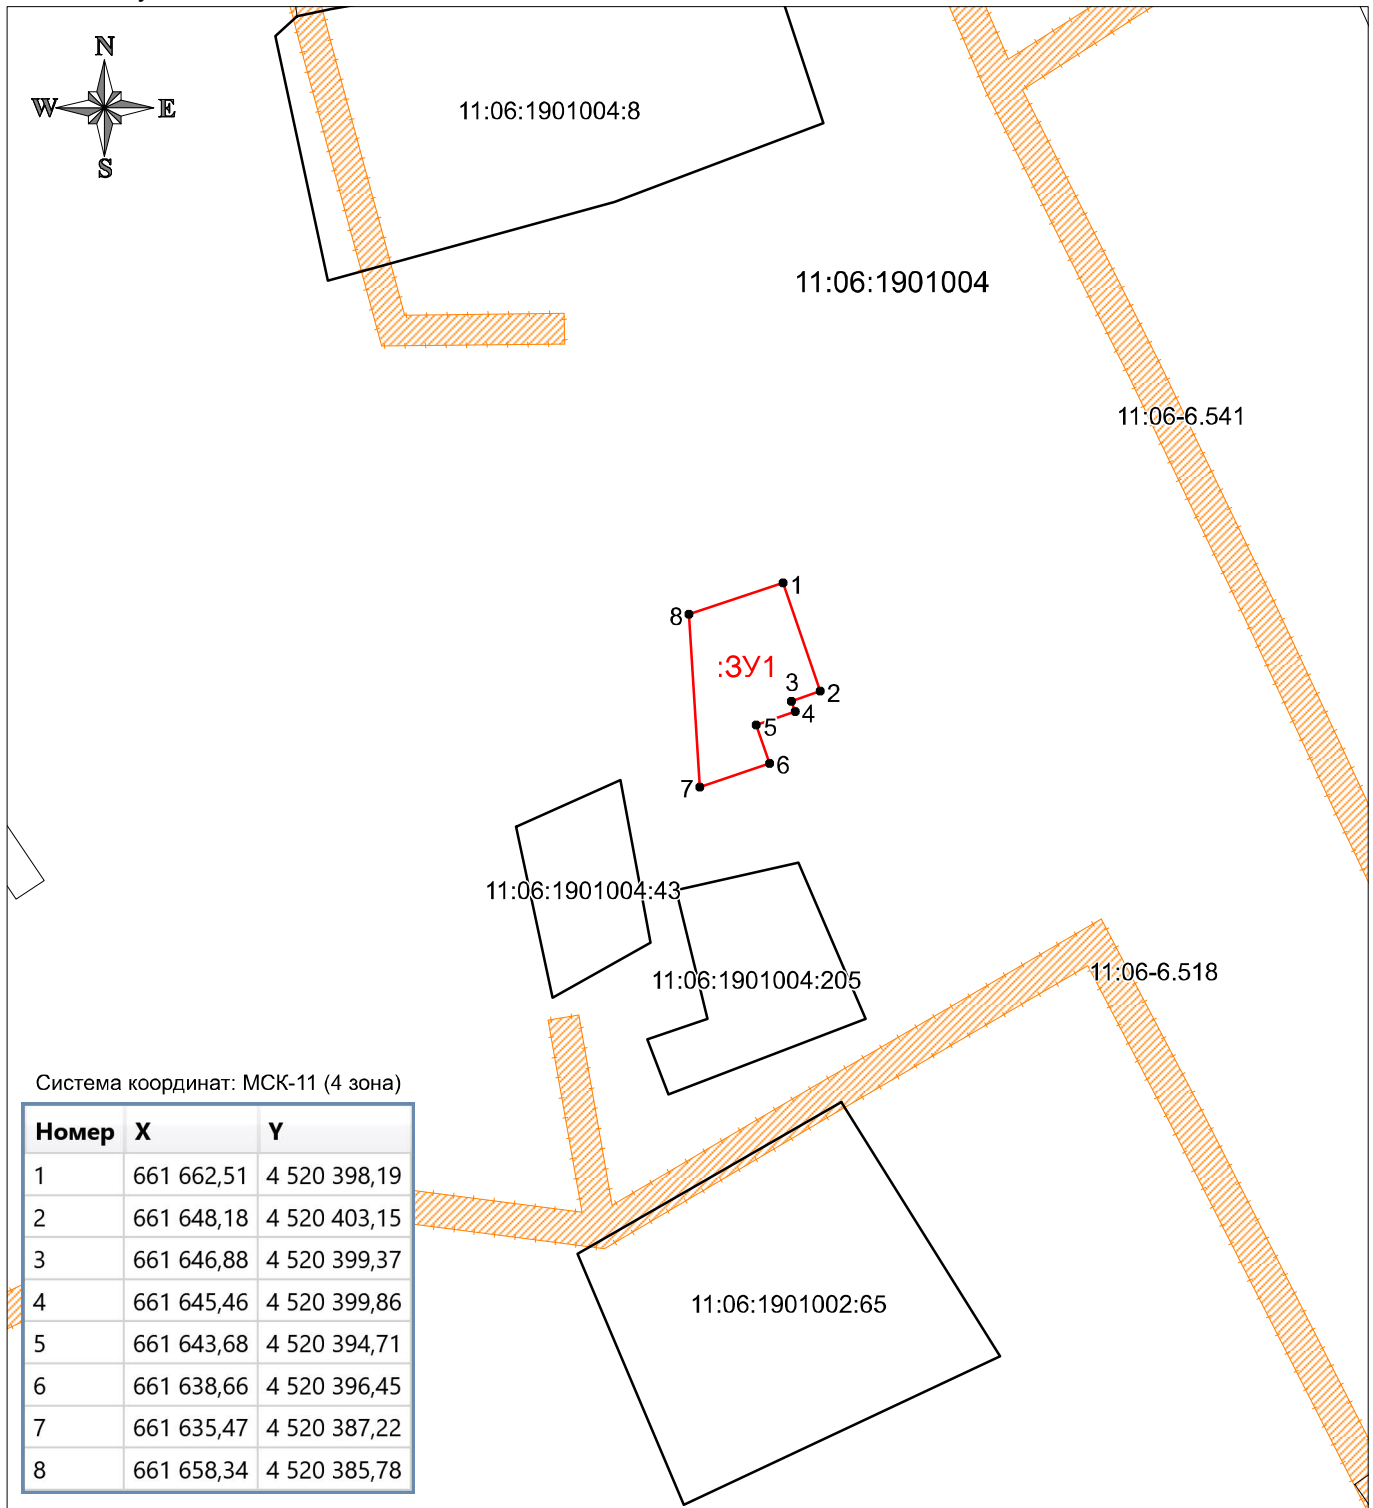 N
W E
S
11:06:1901004:8
11:06:1901004
11:06-6.541
1
8
:ЗУ1
3
2
4
5
6
7
11:06:1901004:43
11:06:1901004:205
11:06-6.518
11:06:1901002:65
Система координат: МСК-11 (4 зона)
Номер X Y
1 661 662,51 4 520 398,19
2 661 648,18 4 520 403,15
3 661 646,88 4 520 399,37
4 661 645,46 4 520 399,86
5 661 643,68 4 520 394,71
6 661 638,66 4 520 396,45
7 661 635,47 4 520 387,22
8 661 658,34 4 520 385,78